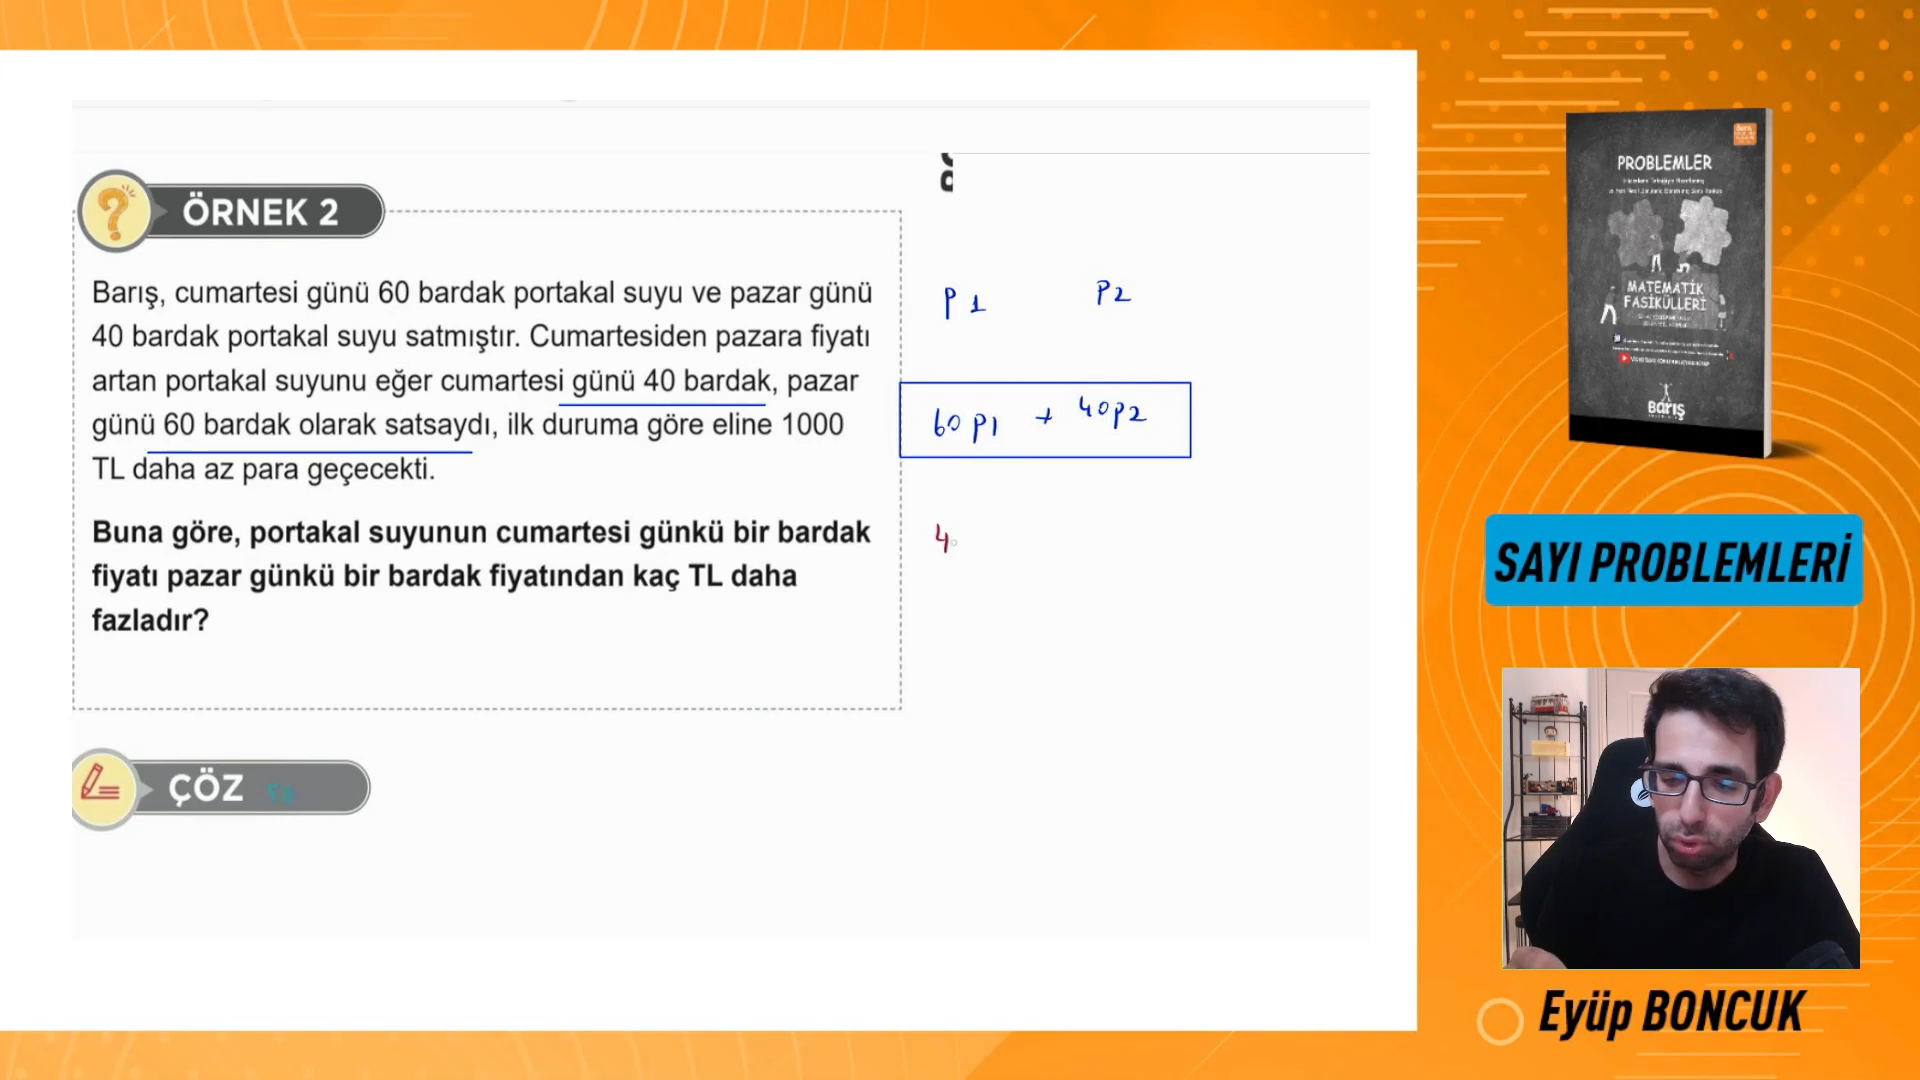 ÖRNEK 2
Barış, cumartesi günü 60 bardak portakal suyu ve pazar günü
40 bardak portakal suyu satmıştır. Cumartesiden pazara fiyatı
artan portakal suyunu eğer cumartesi günü 40 bardak, pazar
günü 60 bardak olarak satsaydı, ilk duruma göre eline 1000
TL daha az para geçecekti.
Buna göre, portakal suyunun cumartesi günkü bir bardak
fiyatı pazar günkü bir bardak fiyatından kaç TL daha
fazladır?
ÇÖZ
P1 P2
60P1 + 40P2
4
PROBLEMLER
MATEMATİK
FASİKÜLLERİ
Barış
SAYI PROBLEMLERİ
Eyüp BONCUK